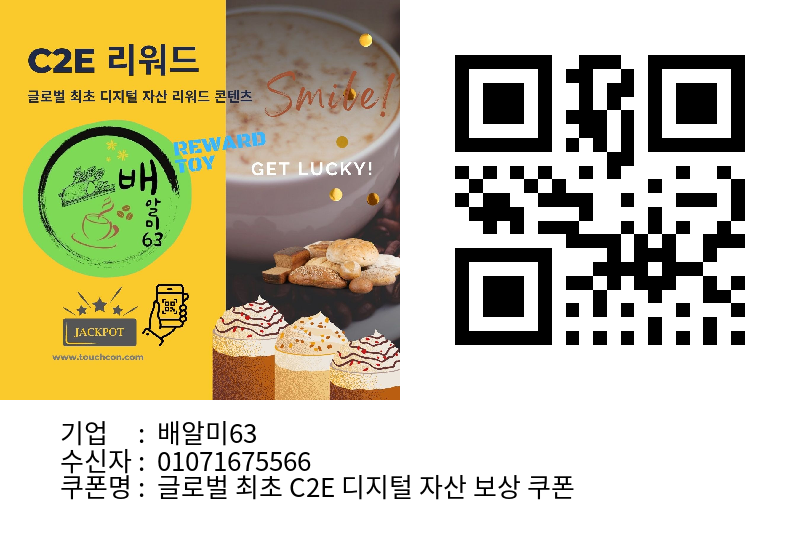 C2E 리워드
글로벌 최초 디지털 자산 리워드 콘텐츠
Smile!
REWARD
TOY
GET LUCKY!
배
알
미
63
JACKPOT
www.touchcon.com
기업 : 배알미63
수신자 : 01071675566
쿠폰명 : 글로벌 최초 C2E 디지털 자산 보상 쿠폰